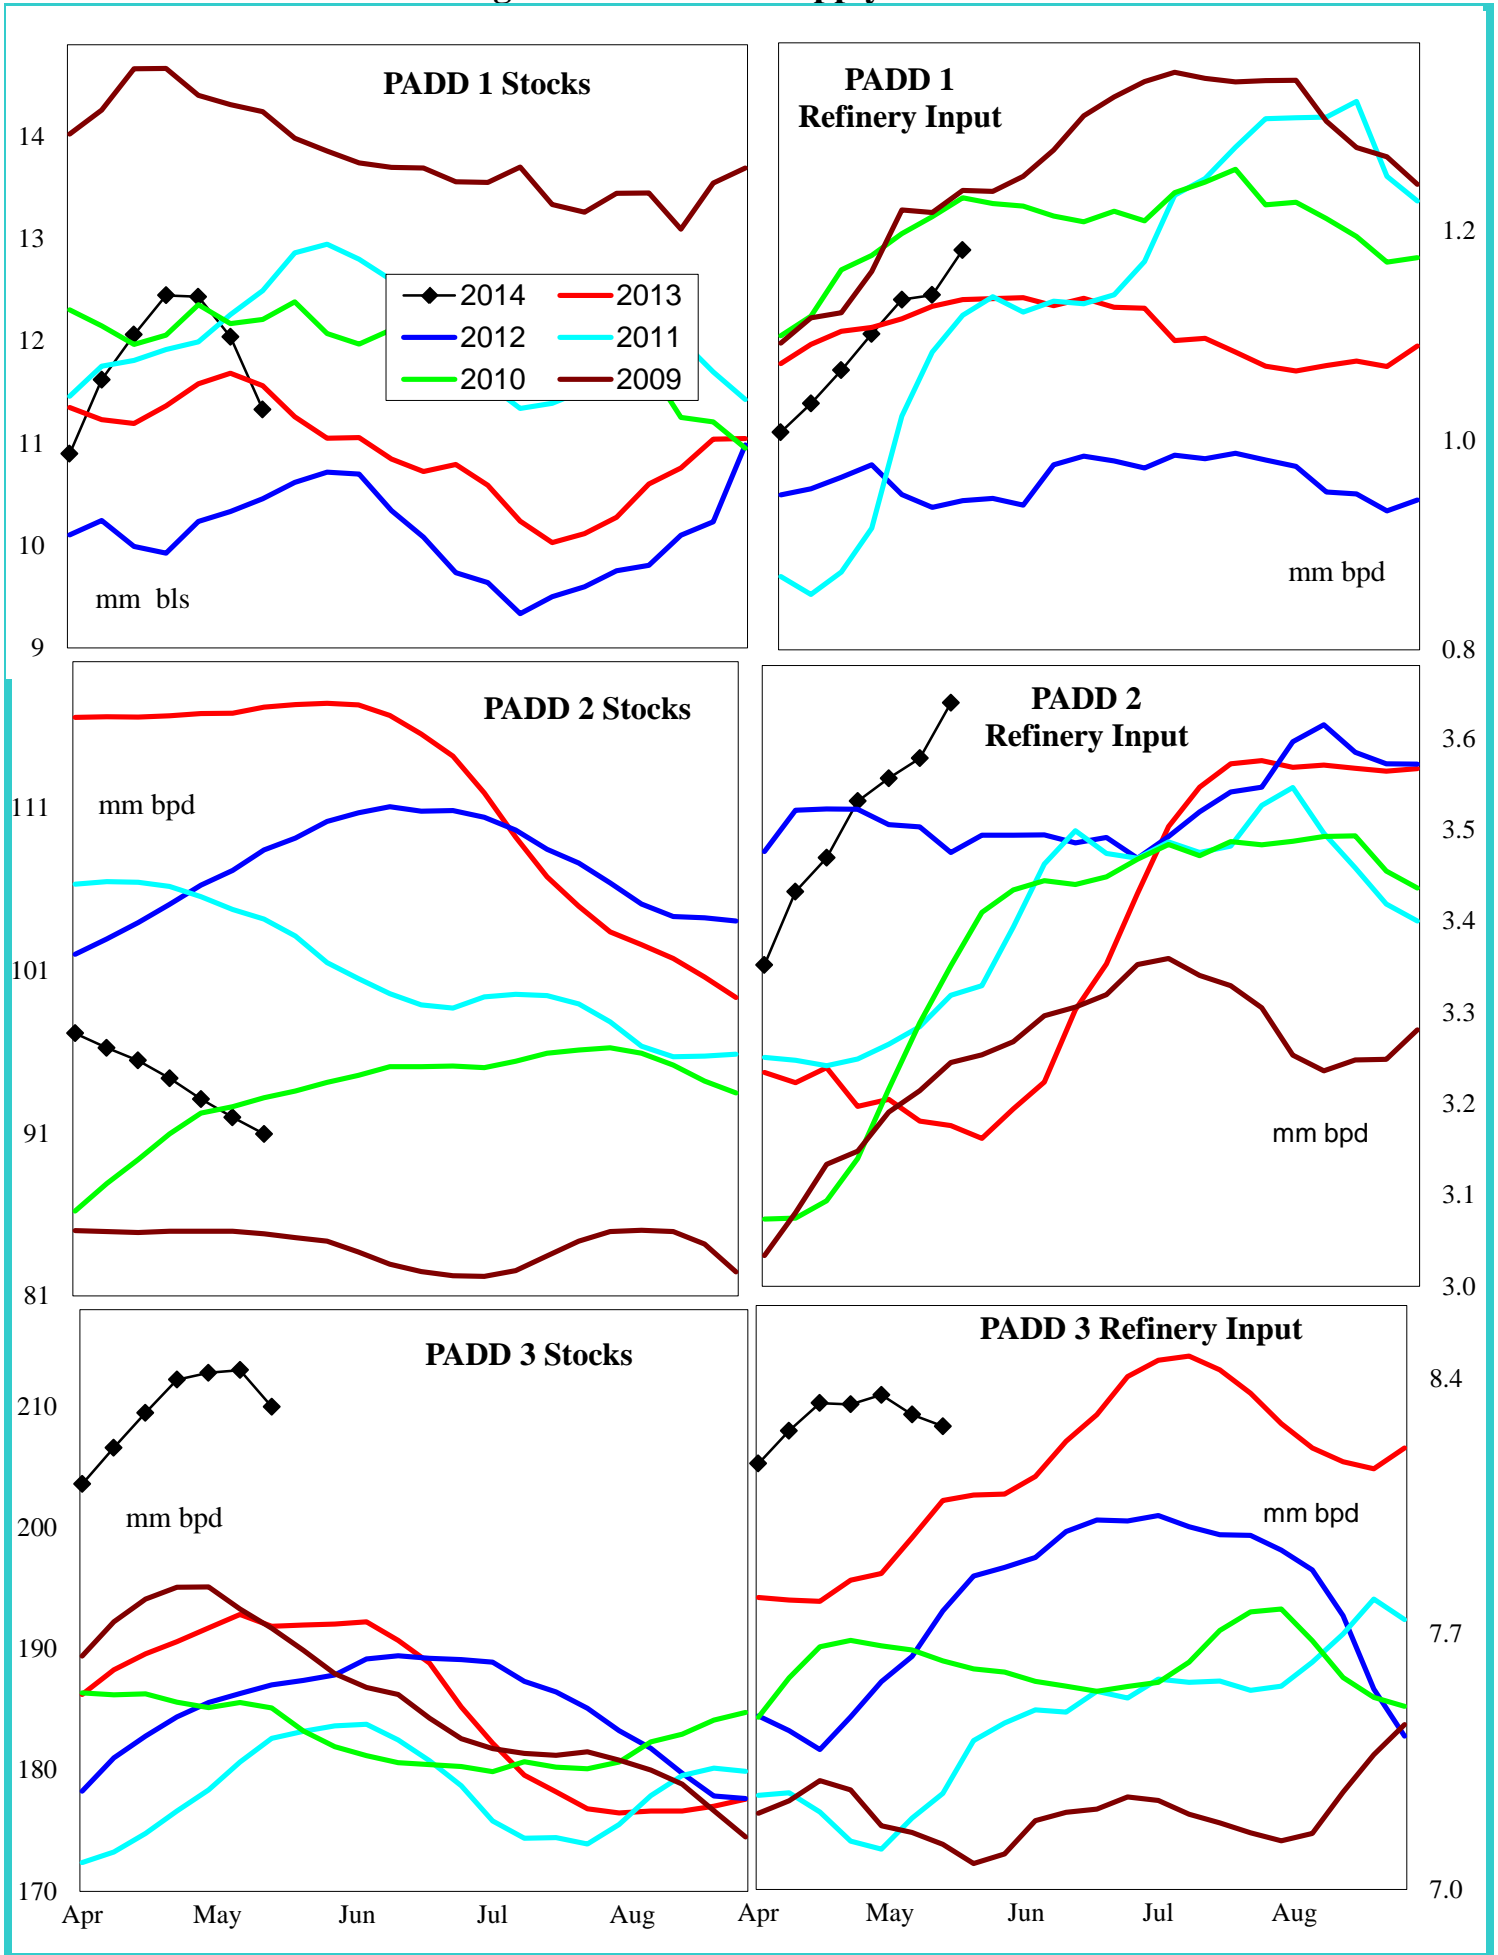 PADD 1 Stocks
14
13
12
11
10
9
mm bls
2014 2013
2012 2011
2010 2009
PADD 1
Refinery Input
1.2
1.0
0.8
mm bpd
PADD 2 Stocks
mm bpd
111
101
91
81
PADD 2
Refinery Input
3.6
3.5
3.4
3.3
3.2
3.1
3.0
mm bpd
PADD 3 Stocks
210
200
190
180
170
mm bpd
Apr May Jun Jul Aug
PADD 3 Refinery Input
8.4
7.7
7.0
mm bpd
Apr May Jun Jul Aug